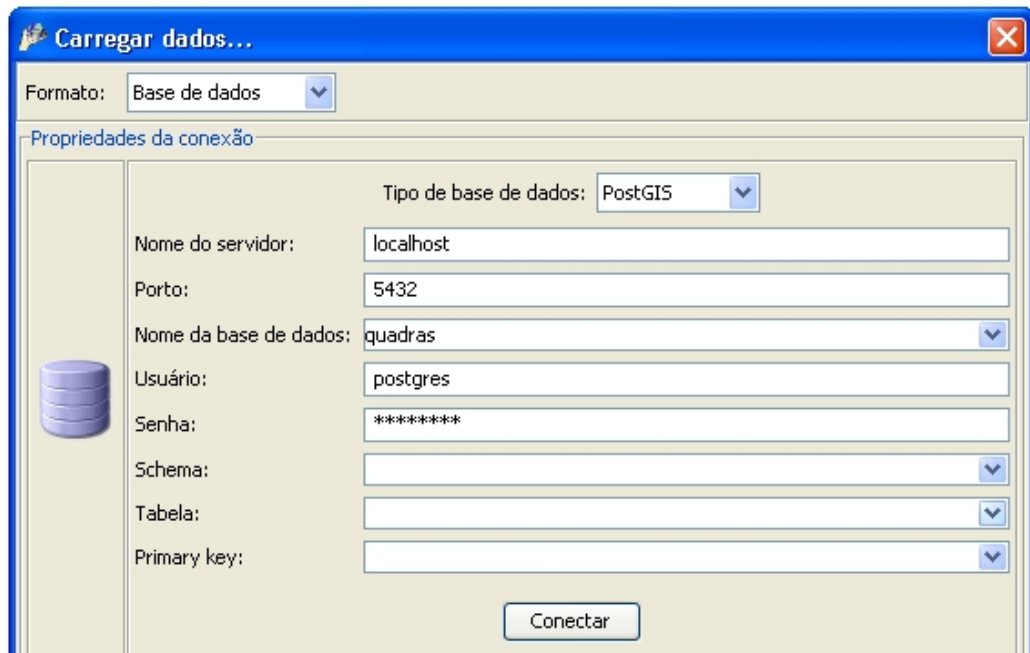 Carregar dados...
Formato: Base de dados
Propriedades da conexão
Tipo de base de dados: PostGIS
Nome do servidor: localhost
Porto: 5432
Nome da base de dados: quadras
Usuário: postgres
Senha: ********
Schema:
Tabela:
Primary key:
Conectar